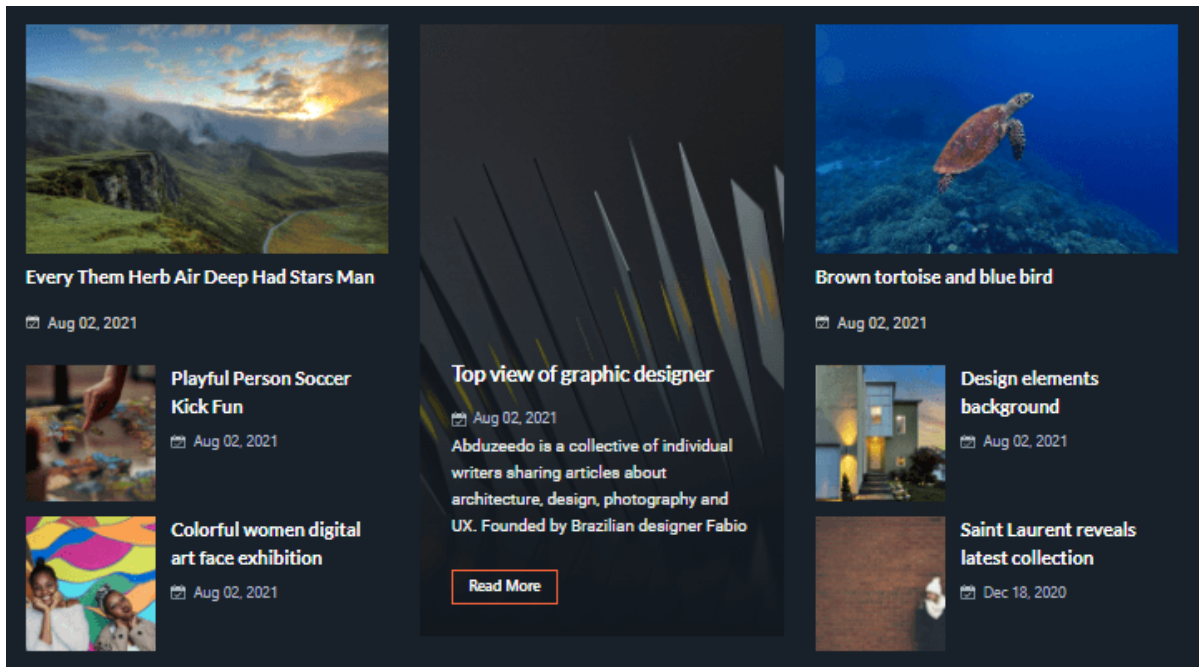 Every Them Herb Air Deep Had Stars Man
Aug 02, 2021
Playful Person Soccer
Kick Fun
Aug 02, 2021
Colorful women digital
art face exhibition
Aug 02, 2021
Top view of graphic designer
Aug 02, 2021
Abduzeedo is a collective of individual
writers sharing articles about
architecture, design, photography and
UX. Founded by Brazilian designer Fabio
Read More
Brown tortoise and blue bird
Aug 02, 2021
Design elements
background
Aug 02, 2021
Saint Laurent reveals
latest collection
Dec 18, 2020